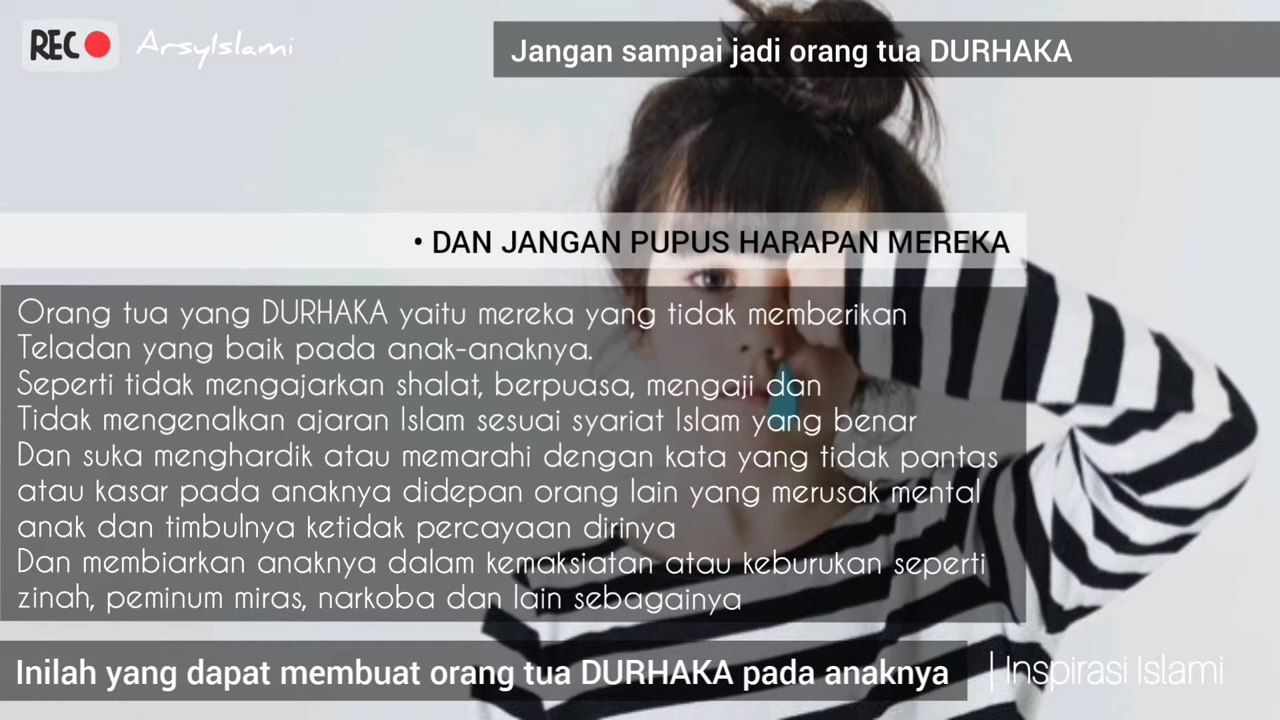 REC
ArsyIslami
Jangan sampai jadi orang tua DURHAKA
• DAN JANGAN PUPUS HARAPAN MEREKA
Orang tua yang DURHAKA yaitu mereka yang tidak memberikan
Teladan yang baik pada anak-anaknya.
Seperti tidak mengajarkan shalat, berpuasa, mengaji dan
Tidak mengenalkan ajaran Islam sesuai syariat Islam yang benar
Dan suka menghardik atau memarahi dengan kata yang tidak pantas
atau kasar pada anaknya didepan orang lain yang merusak mental
anak dan timbulnya ketidak percayaan dirinya
Dan membiarkan anaknya dalam kemaksiatan atau keburukan seperti
zinah, peminum miras, narkoba dan lain sebagainya
Inilah yang dapat membuat orang tua DURHAKA pada anaknya
| Inspirasi Islami